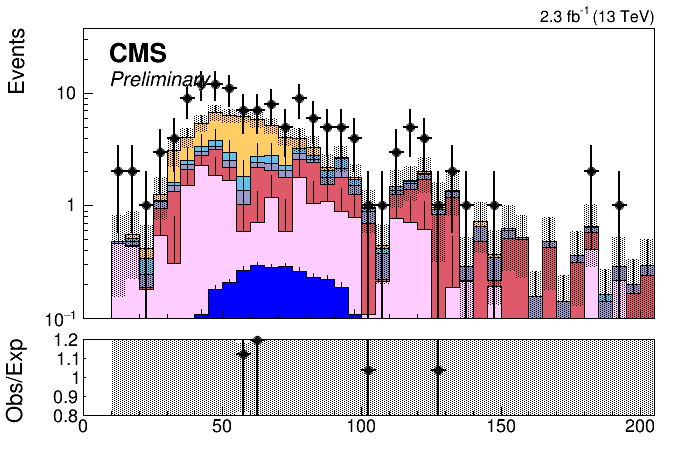 2.3 fb⁻¹ (13 TeV)
Events
CMS
Preliminary
10
1
10⁻¹
Obs/Exp
1.2
1.1
1
0.9
0.8
0 50 100 150 200